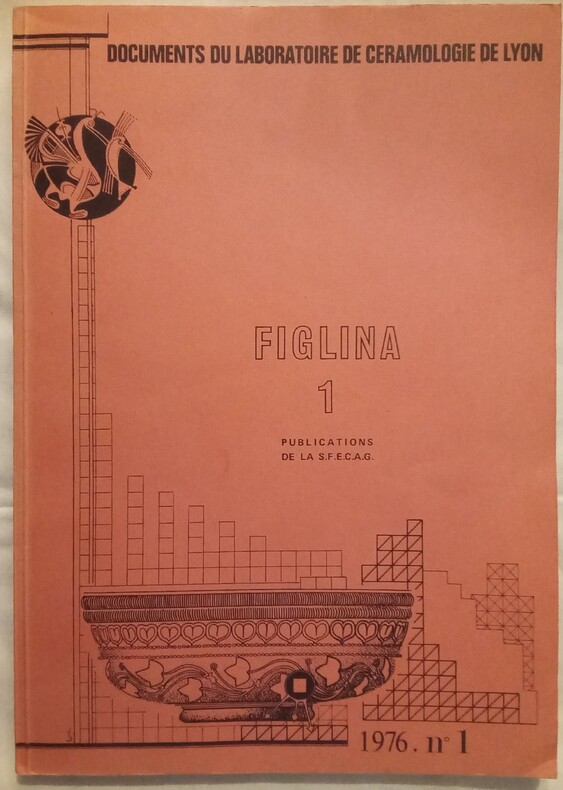 DOCUMENTS DU LABORATOIRE DE CERAMOLOGIE DE LYON
FIGLINA
1
PUBLICATIONS
DE LA S.F.E.C.A.G.
1976. n° 1